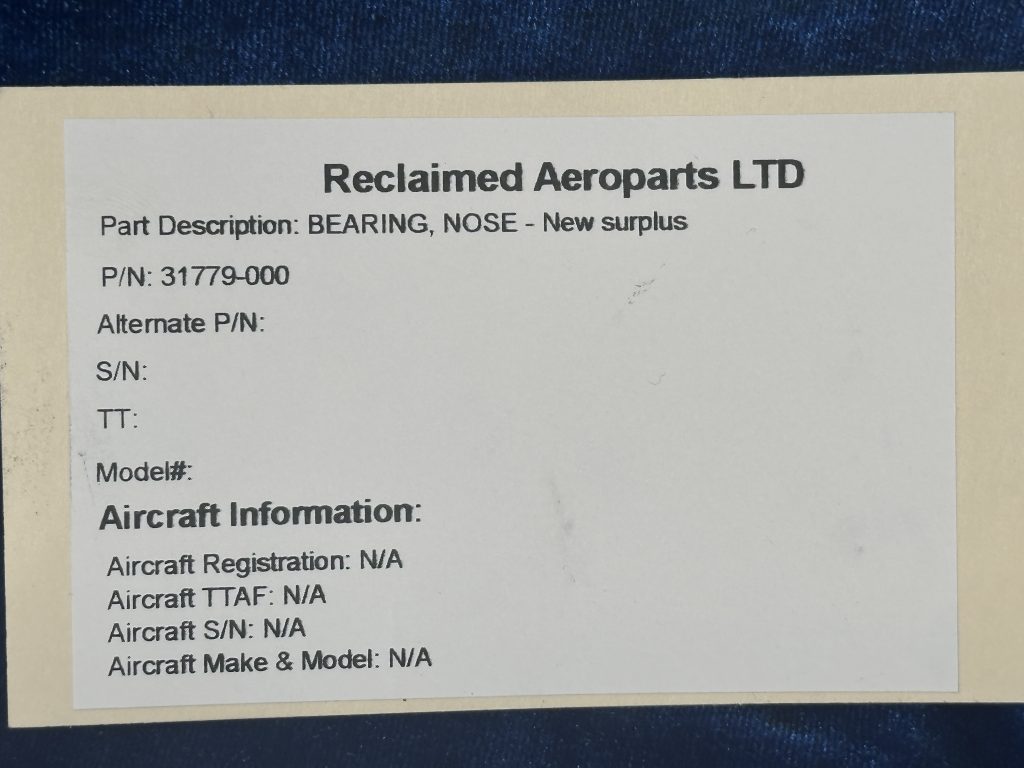 Reclaimed Aeroparts LTD
Part Description: BEARING, NOSE - New surplus
P/N: 31779-000
Alternate P/N:
S/N:
TT:
Model#:
Aircraft Information:
Aircraft Registration: N/A
Aircraft TTAF: N/A
Aircraft S/N: N/A
Aircraft Make & Model: N/A